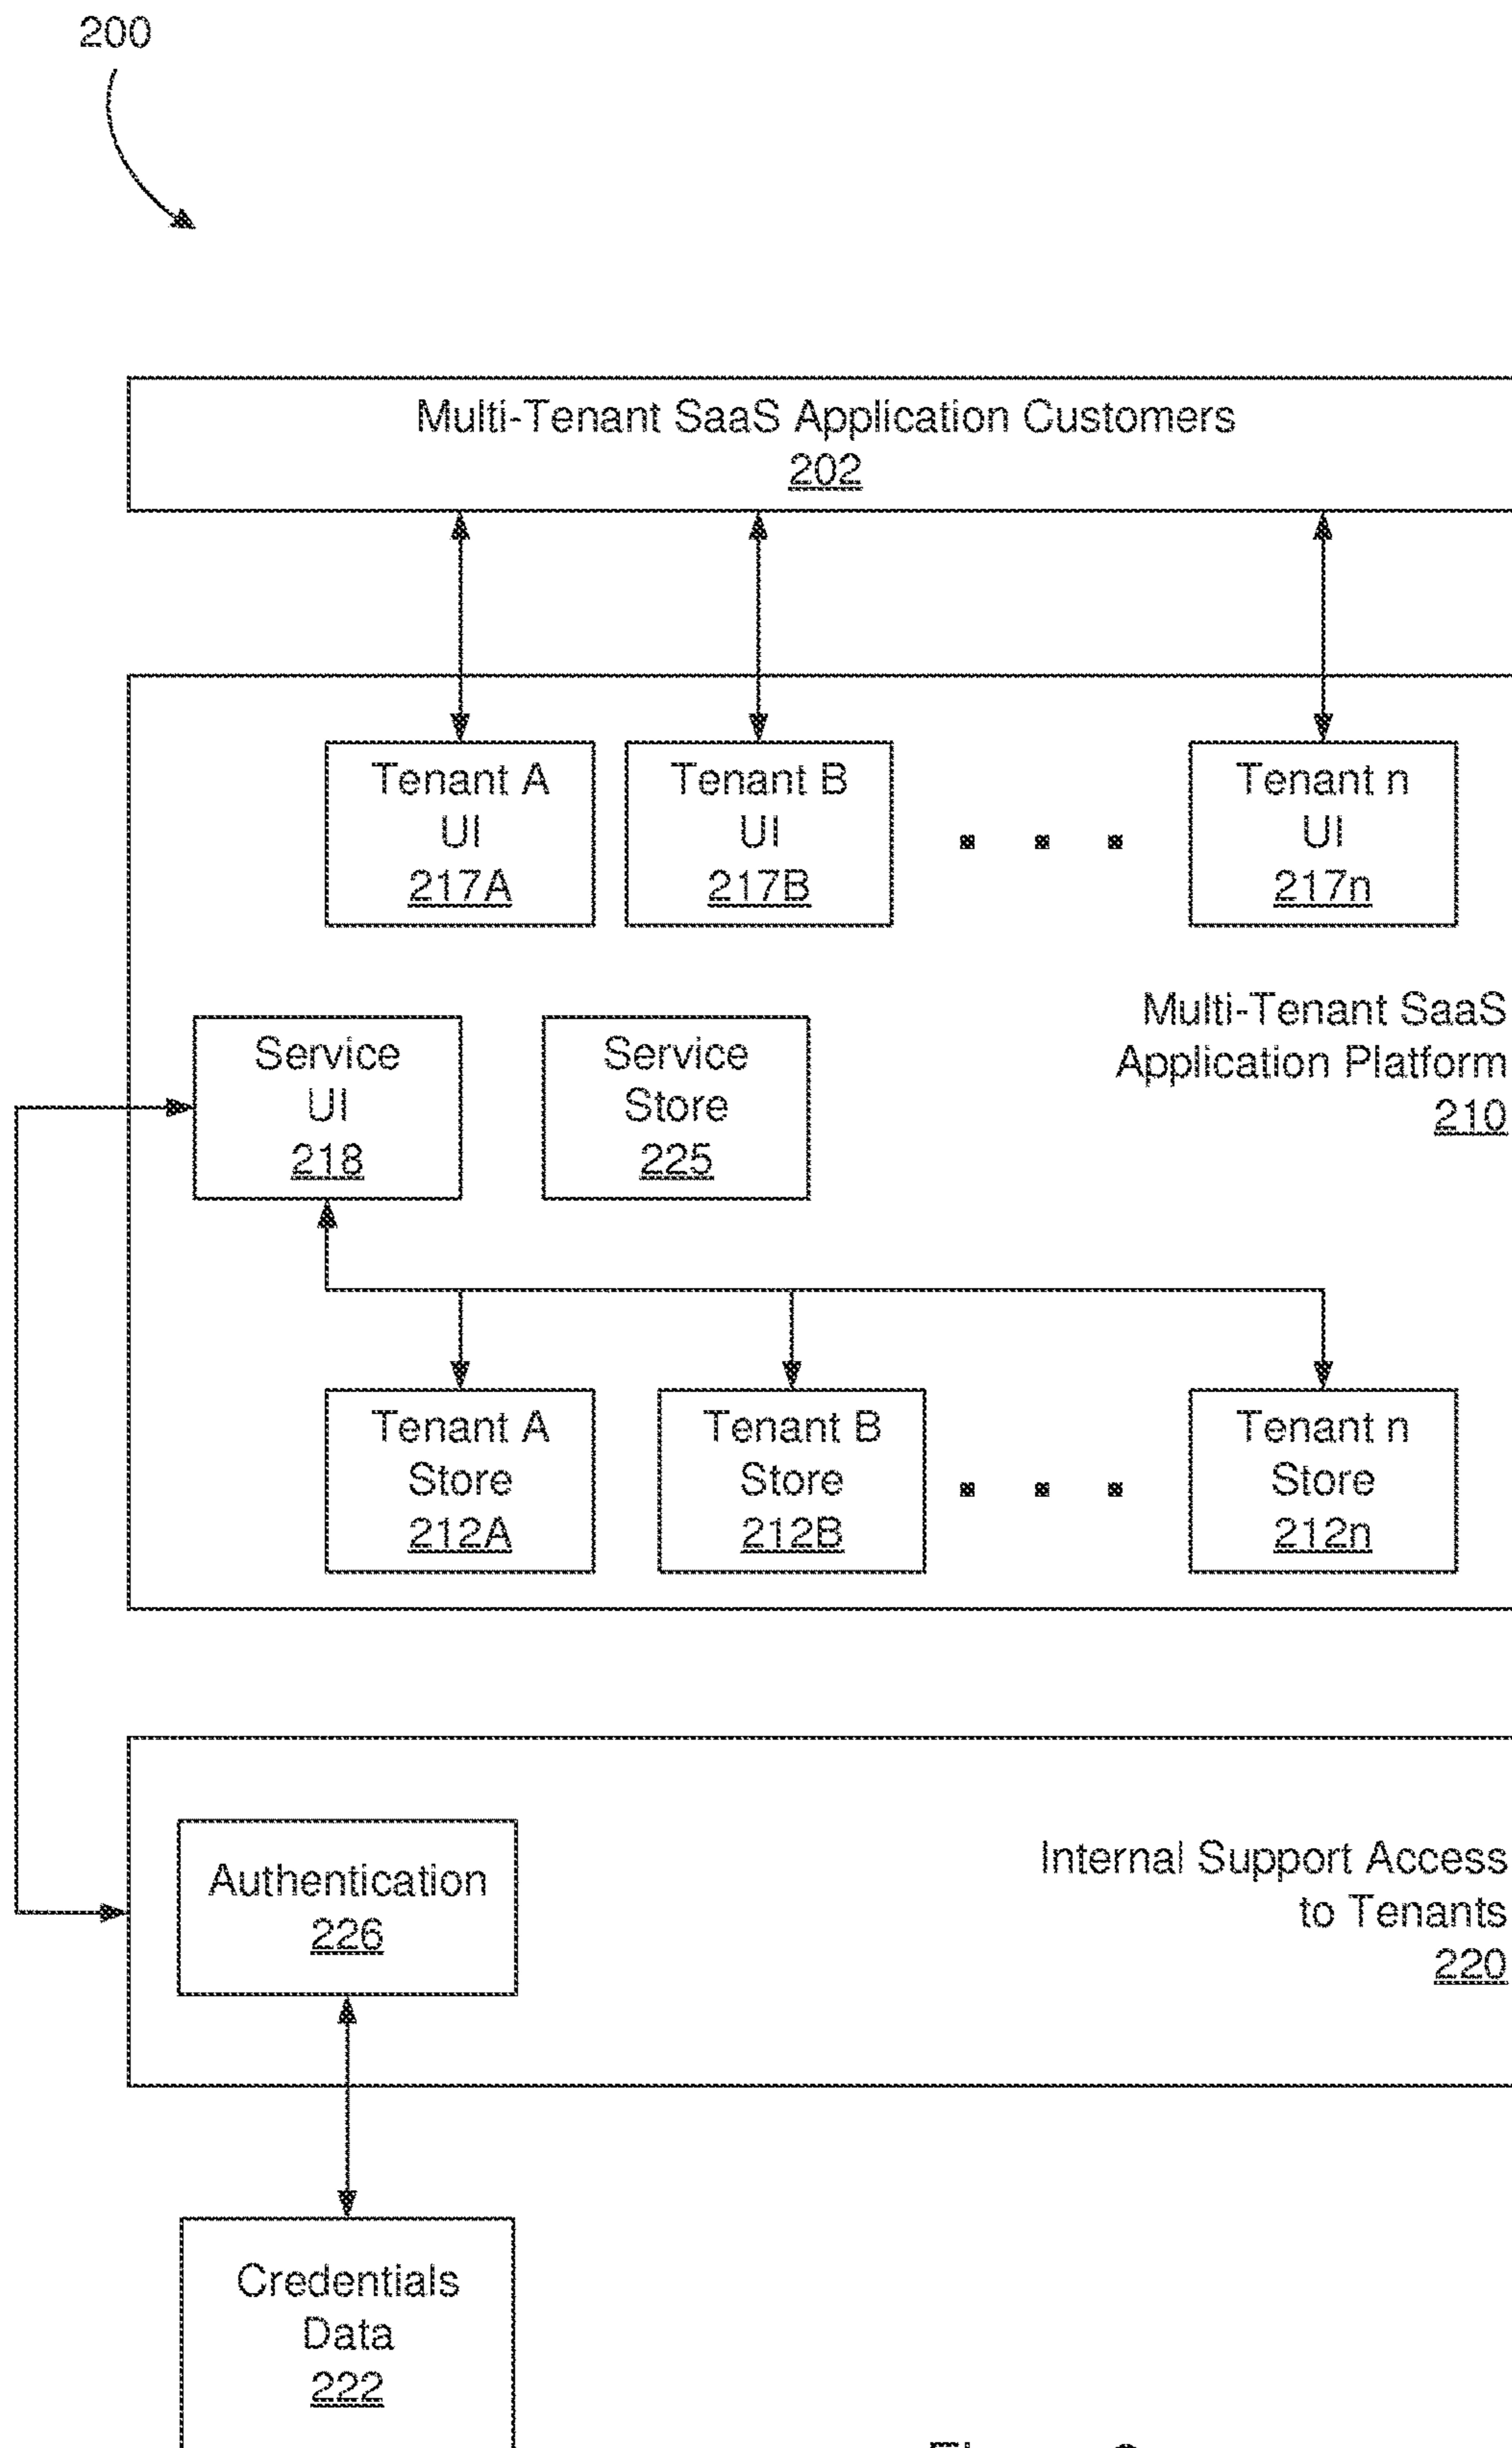 200
Multi-Tenant SaaS Application Customers
202
Tenant A
UI
217A
Tenant B
UI
217B
Tenant n
UI
217n
Multi-Tenant SaaS
Application Platform
210
Service
UI
218
Service
Store
225
Tenant A
Store
212A
Tenant B
Store
212B
Tenant n
Store
212n
Internal Support Access
to Tenants
220
Authentication
226
Credentials
Data
222